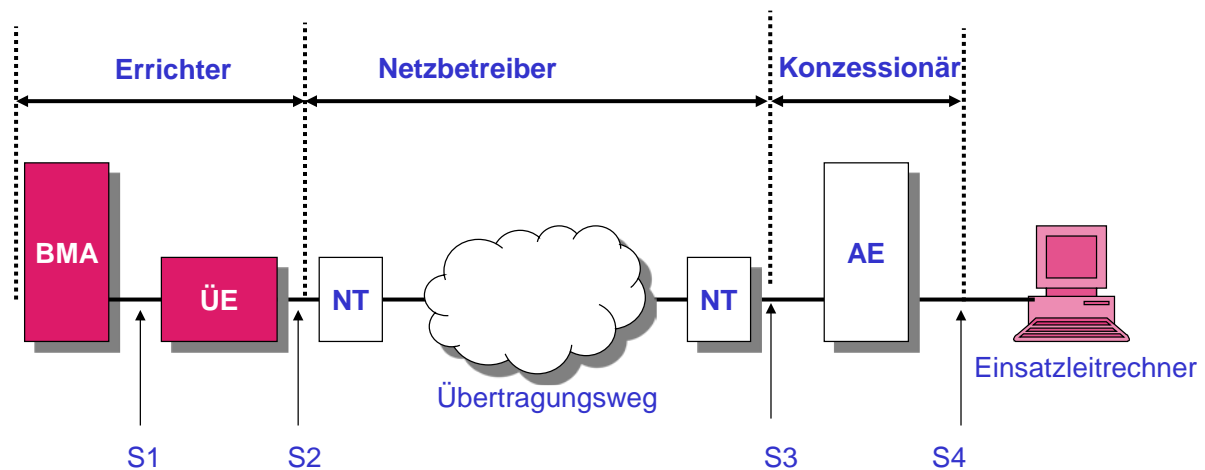 Errichter
Netzbetreiber
Konzessionär
BMA
ÜE
NT
NT
AE
Übertragungsweg
Einsatzleitrechner
S1
S2
S3
S4